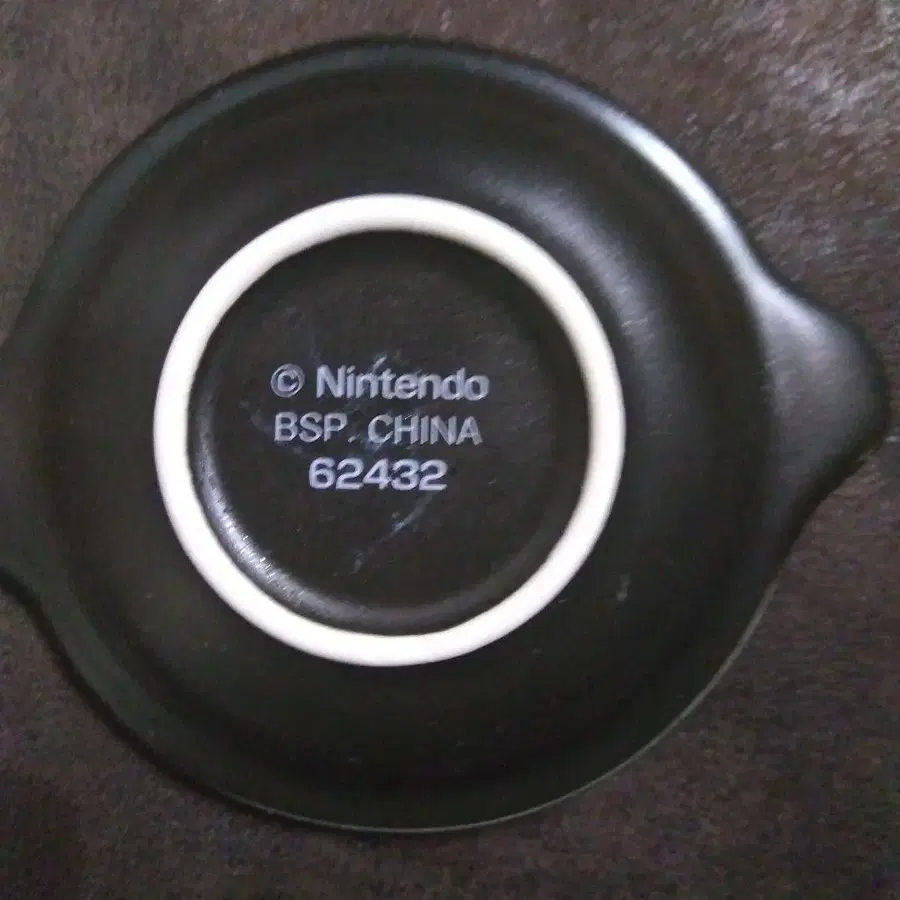 © Nintendo
BSP. CHINA
62432